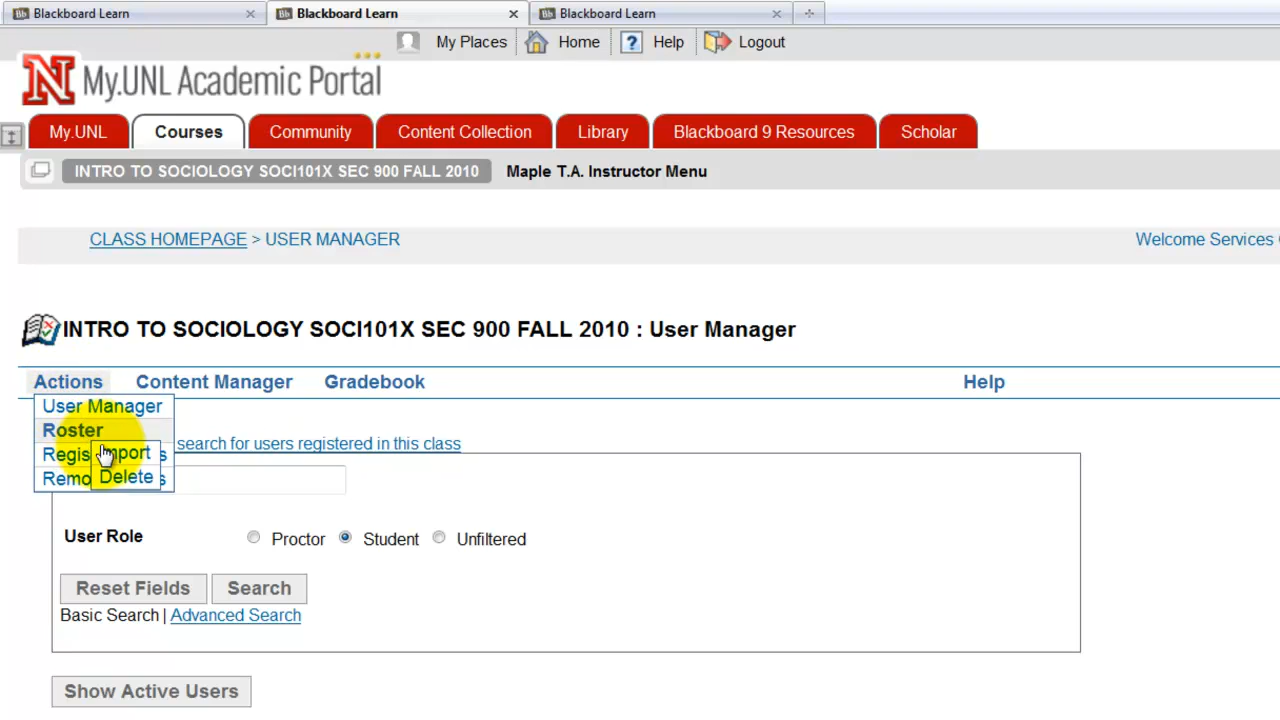 Blackboard Learn
Blackboard Learn
Blackboard Learn
My Places Home Help Logout
N My.UNL Academic Portal
My.UNL Courses Community Content Collection Library Blackboard 9 Resources Scholar
INTRO TO SOCIOLOGY SOCI101X SEC 900 FALL 2010 Maple T.A. Instructor Menu
CLASS HOMEPAGE > USER MANAGER
Welcome Services
INTRO TO SOCIOLOGY SOCI101X SEC 900 FALL 2010 : User Manager
Actions Content Manager Gradebook Help
User Manager
Roster
search for users registered in this class
Delete
User Role Proctor Student Unfiltered
Reset Fields Search
Basic Search | Advanced Search
Show Active Users